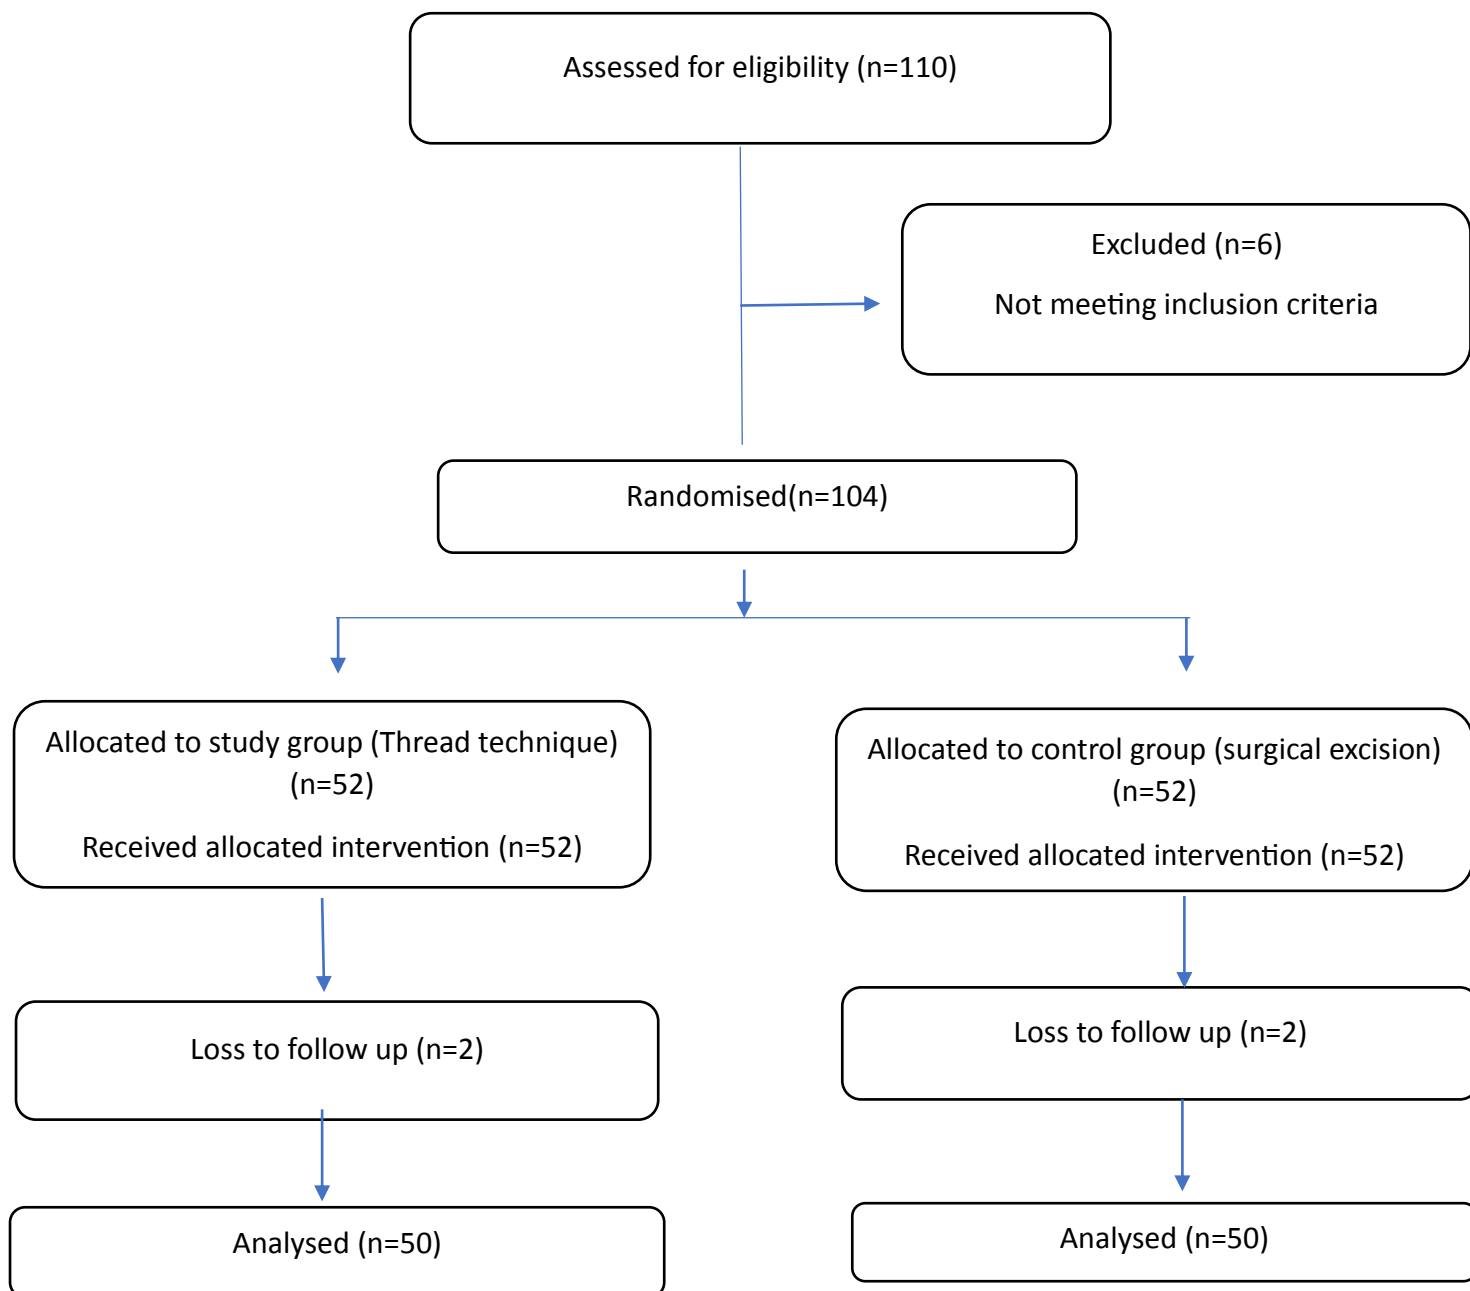 Assessed for eligibility (n=110)
Excluded (n=6)
Not meeting inclusion criteria
Randomised(n=104)
Allocated to study group (Thread technique)
(n=52)
Received allocated intervention (n=52)
Allocated to control group (surgical excision)
(n=52)
Received allocated intervention (n=52)
Loss to follow up (n=2)
Loss to follow up (n=2)
Analysed (n=50)
Analysed (n=50)